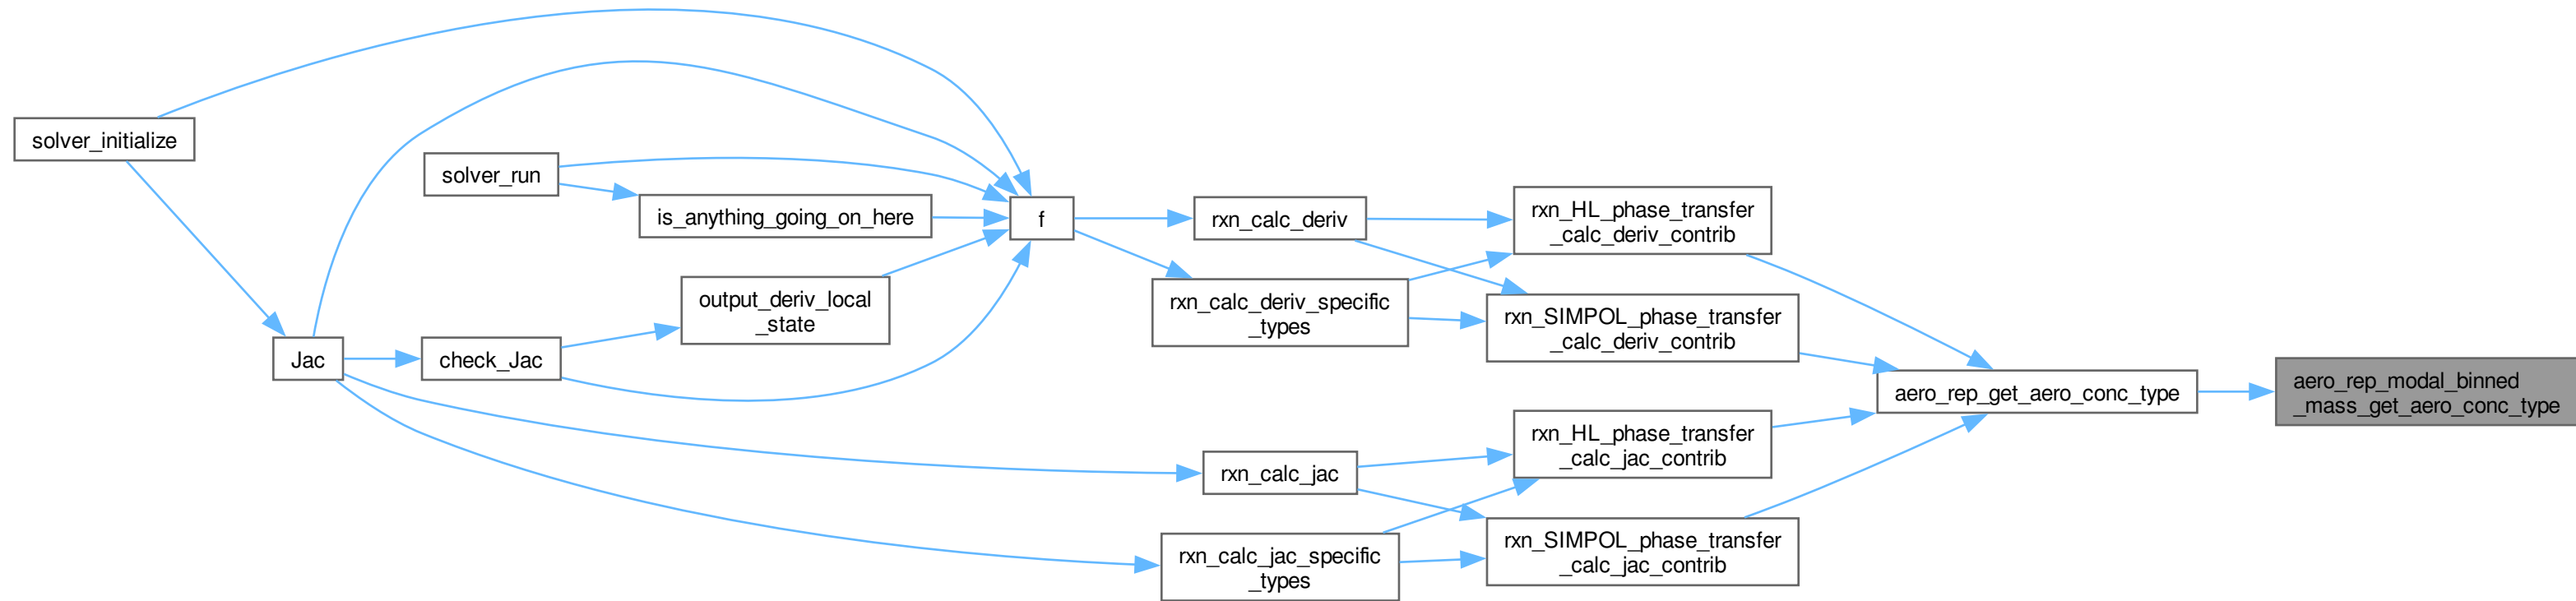 solver_initialize
solver_run
is_anything_going_on_here
f
rxn_calc_deriv
rxn_HL_phase_transfer
_calc_deriv_contrib
output_deriv_local
_state
rxn_calc_deriv_specific
_types
rxn_SIMPOL_phase_transfer
_calc_deriv_contrib
Jac
check_Jac
aero_rep_get_aero_conc_type
aero_rep_modal_binned
_mass_get_aero_conc_type
rxn_calc_jac
rxn_HL_phase_transfer
_calc_jac_contrib
rxn_calc_jac_specific
_types
rxn_SIMPOL_phase_transfer
_calc_jac_contrib